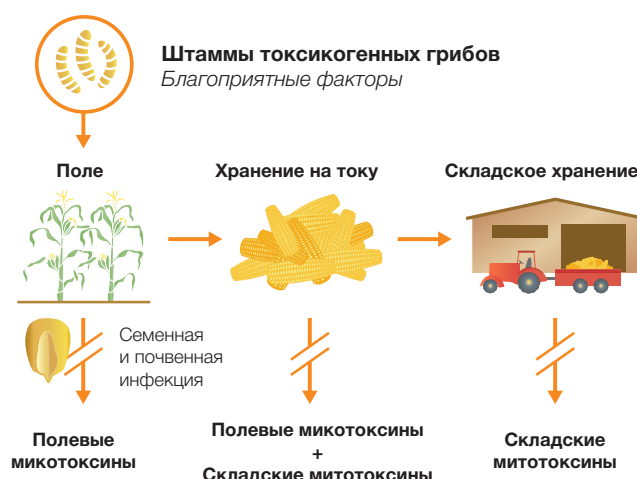 Штаммы токсикогенных грибов
Благоприятные факторы
Поле
Хранение на току
Складское хранение
Семенная
и почвенная
инфекция
Полевые
микотоксины
Полевые микотоксины
+
Складские митотоксины
Складские
митотоксины